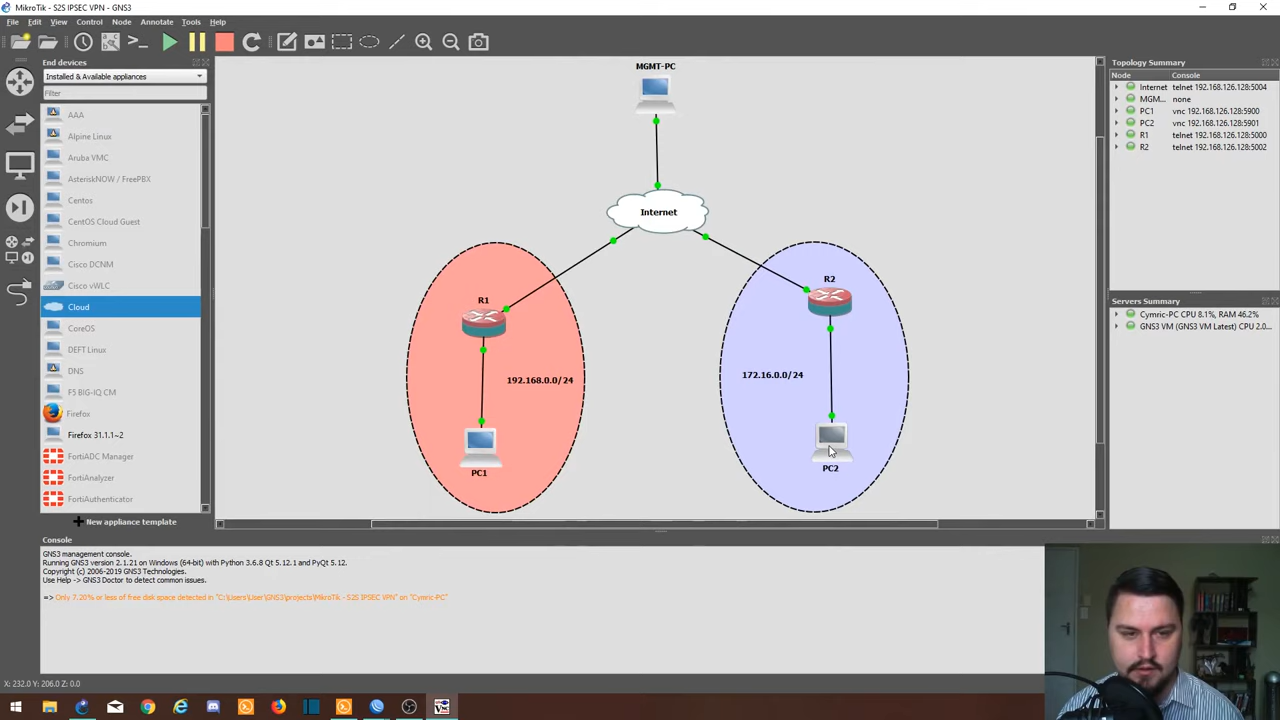 MikroTik - S2S IPSEC VPN - GNS3
File Edit View Control Node Annotate Tools Help
End devices
Installed & Available appliances
Filter
AAA
Alpine Linux
Aruba VMC
AsteriskNOW / FreePBX
Centos
CentOS Cloud Guest
Chromium
Cisco DCNM
Cisco vWLC
Cloud
CoreOS
DEFT Linux
DNS
F5 BIG-IQ CM
Firefox
Firefox 31.1.1~2
FortiADC Manager
FortiAnalyzer
FortiAuthenticator
New appliance template
MGMT-PC
Internet
R1
192.168.0.0/24
PC1
R2
172.16.0.0/24
PC2
Topology Summary
Node Console
Internet telnet 192.168.126.128:5004
MGM... none
PC1 vnc 192.168.126.128:5900
PC2 vnc 192.168.126.128:5901
R1 telnet 192.168.126.128:5000
R2 telnet 192.168.126.128:5002
Servers Summary
Cymric-PC CPU 8.1%, RAM 46.2%
GNS3 VM (GNS3 VM Latest) CPU 2.0...
Console
GNS3 management console.
Running GNS3 version 2.1.21 on Windows (64-bit) with Python 3.6.8 Qt 5.12.1 and PyQt 5.12.
Copyright (c) 2006-2019 GNS3 Technologies.
Use Help -> GNS3 Doctor to detect common issues.
=> Only 7.20% or less of free disk space detected in "C:\Users\User\GNS3\projects\MikroTik - S2S IPSEC VPN" on "Cymric-PC"
X: 232.0 Y: 206.0 Z: 0.0